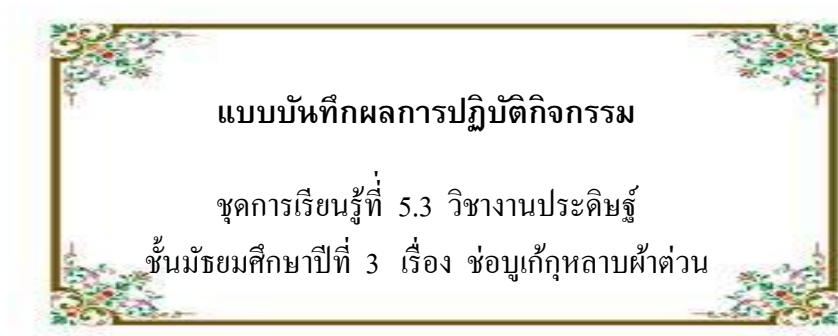 แบบบันทึกผลการปฏิบัติกิจกรรม
ชุดการเรียนรู้ที่ 5.3 วิชางานประดิษฐ์
ชั้นมัธยมศึกษาปีที่ 3 เรื่อง ช่อบูเก้กุหลาบผ้าต่วน